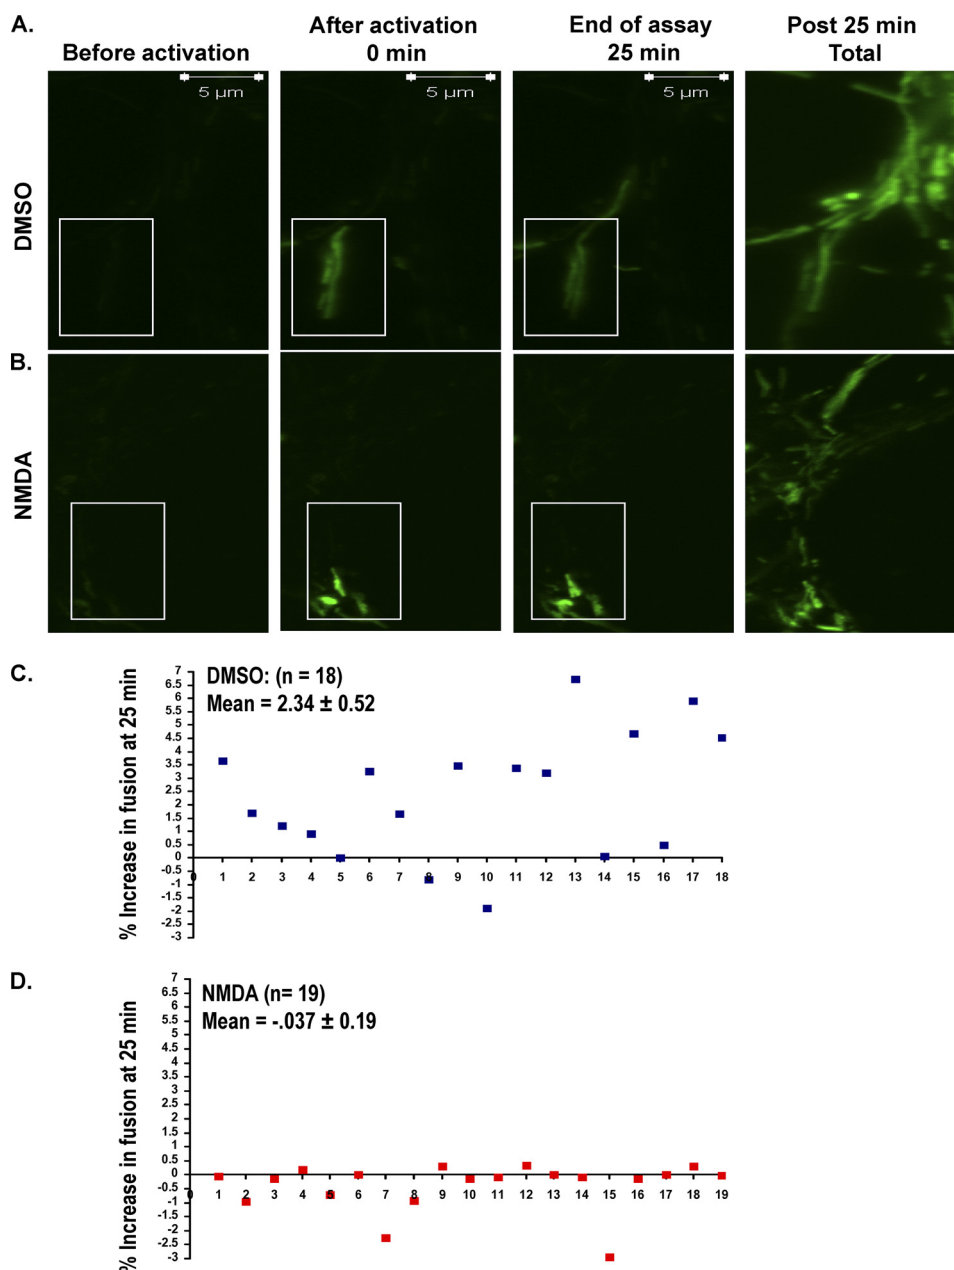 A.
Before activation
After activation
0 min
End of assay
25 min
Post 25 min
Total
5 µm
5 µm
5 µm
DMSO
B.
NMDA
C.
% Increase in fusion at 25 min
DMSO: (n = 18)
Mean = 2.34 ± 0.52
7
6.5
6
5.5
5
4.5
4
3.5
3
2.5
2
1.5
1
0.5
0
-0.5
-1
-1.5
-2
-2.5
-3
0 1 2 3 4 5 6 7 8 9 10 11 12 13 14 15 16 17 18
D.
% Increase in fusion at 25 min
NMDA (n= 19)
Mean = -.037 ± 0.19
7
6.5
6
5.5
5
4.5
4
3.5
3
2.5
2
1.5
1
0.5
0
-0.5
-1
-1.5
-2
-2.5
-3
0 1 2 3 4 5 6 7 8 9 10 11 12 13 14 15 16 17 18 19